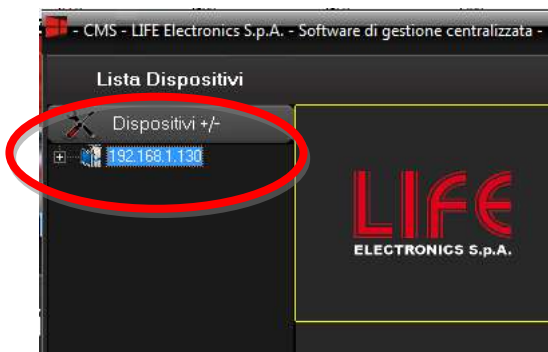 - CMS - LIFE Electronics S.p.A. - Software di gestione centralizzata -
Lista Dispositivi
Dispositivi +/-
192.168.1.130
LIFE
ELECTRONICS S.p.A.